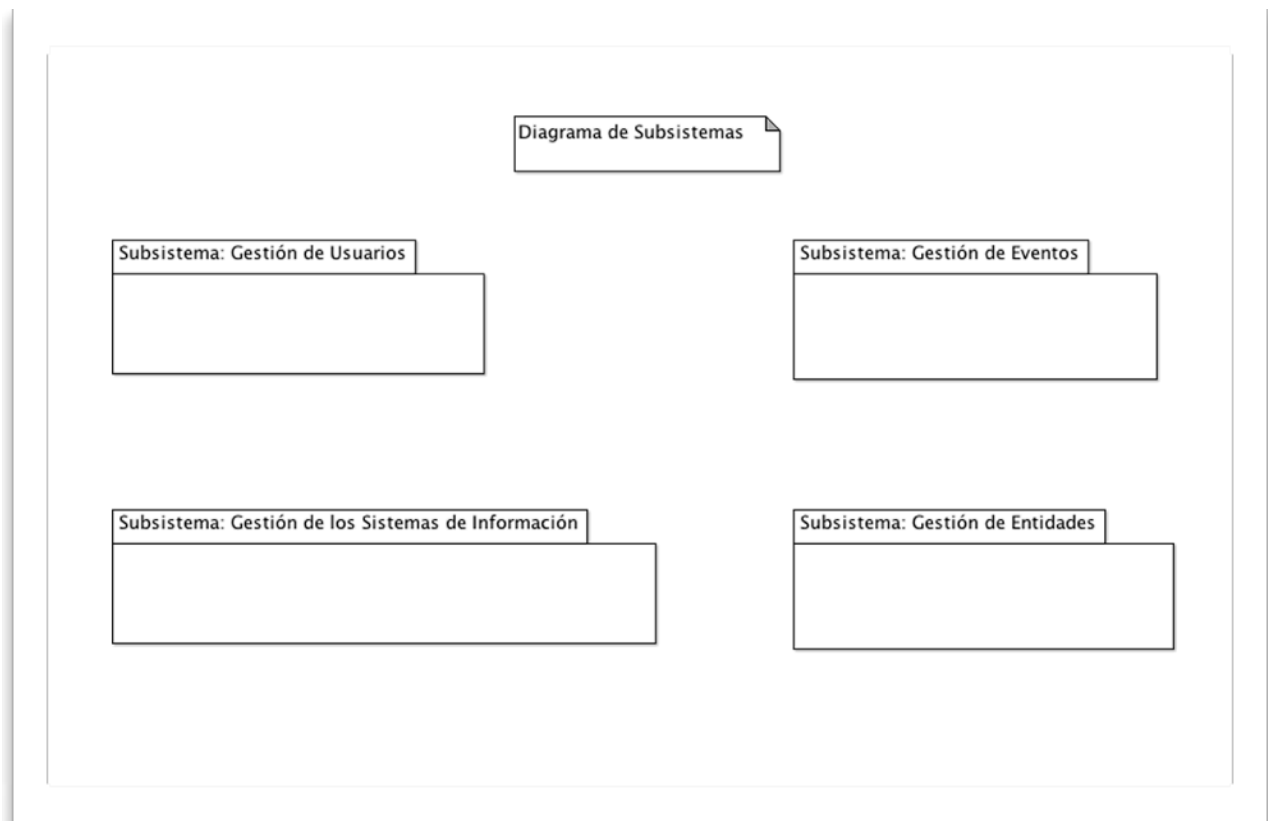 Diagrama de Subsistemas
Subsistema: Gestión de Usuarios
Subsistema: Gestión de Eventos
Subsistema: Gestión de los Sistemas de Información
Subsistema: Gestión de Entidades